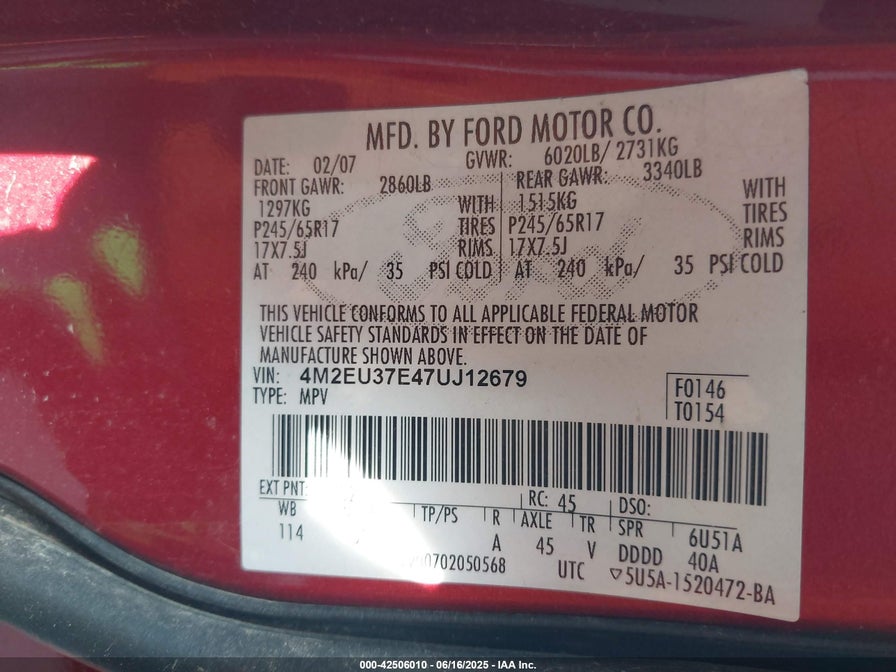 MFD. BY FORD MOTOR CO.
DATE: 02/07 GVWR: 6020LB/ 2731KG
FRONT GAWR: 2860LB REAR GAWR: 3340LB
1297KG WITH 1515KG WITH
P245/65R17 TIRES P245/65R17 TIRES
17X7.5J RIMS 17X7.5J RIMS
AT 240 kPa/ 35 PSI COLD AT 240 kPa/ 35 PSI COLD
THIS VEHICLE CONFORMS TO ALL APPLICABLE FEDERAL MOTOR
VEHICLE SAFETY STANDARDS IN EFFECT ON THE DATE OF
MANUFACTURE SHOWN ABOVE.
VIN: 4M2EU37E47UJ12679
TYPE: MPV
F0146
T0154
EXT PNT: RC: 45 DSO:
WB TP/PS R AXLE TR SPR 6U51A
114 A 45 V DDDD 40A
0702050568 UTC ▽5U5A-1520472-BA
000-42506010 | 06/16/2025 - IAA Inc.